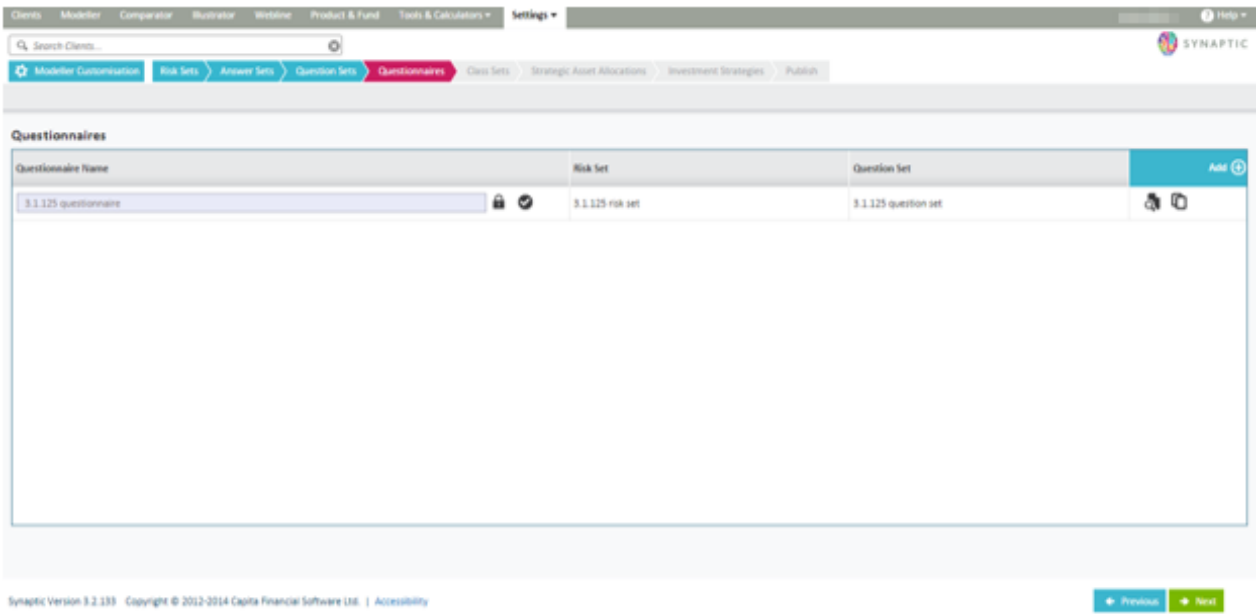 Clients Modeller Comparator Illustrator Webline Product & Fund Tools & Calculators Settings Help
Search Clients... SYNAPTIC
Modeller Customisation Risk Sets Answer Sets Question Sets Questionnaires Class Sets Strategic Asset Allocations Investment Strategies Publish
Questionnaires
Questionnaire Name Risk Set Question Set Add
3.1.125 questionnaire 3.1.125 risk set 3.1.125 question set
Synaptic Version 3.2.133 Copyright © 2012-2014 Capita Financial Software Ltd. | Accessibility Previous Next